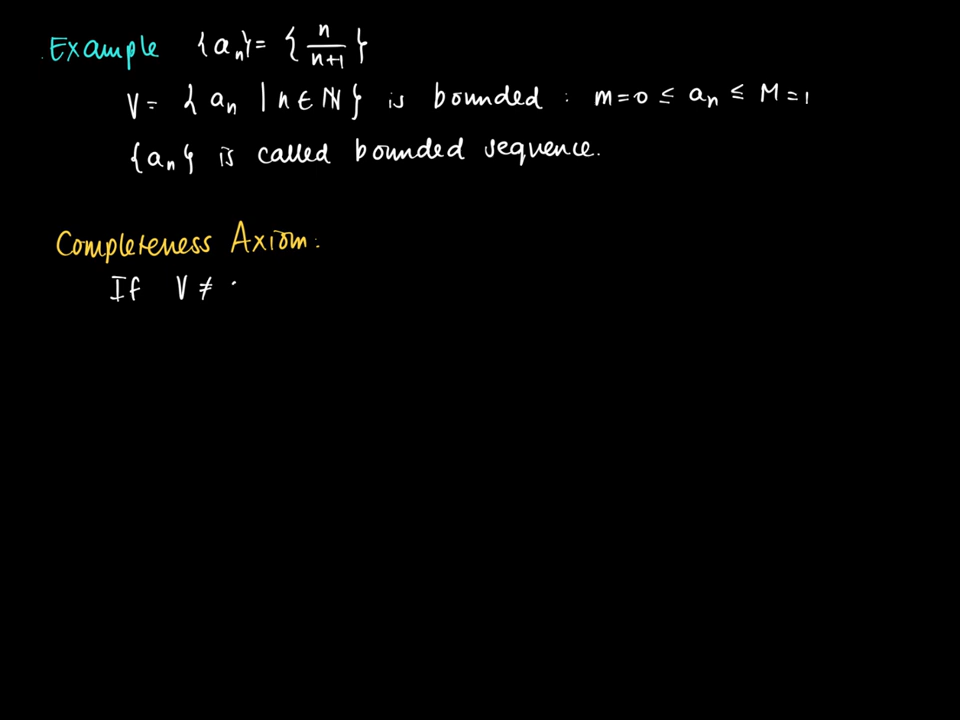 Example {aₙ} = { n/(n+1) }
V = { aₙ | n ∈ ℕ } is bounded : m=0 ≤ aₙ ≤ M=1
{aₙ} is called bounded sequence.
Completeness Axiom:
If V ≠